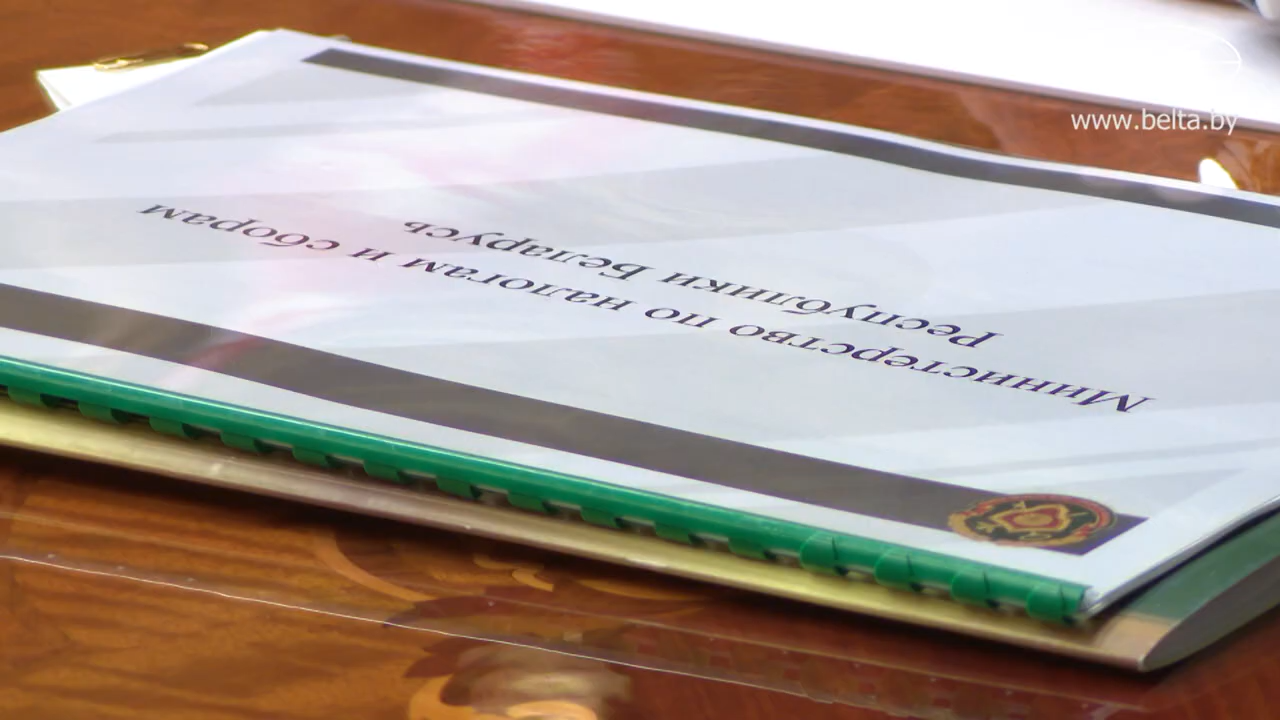 www.belta.by
Министерство по налогам и сборам
Республики Беларусь